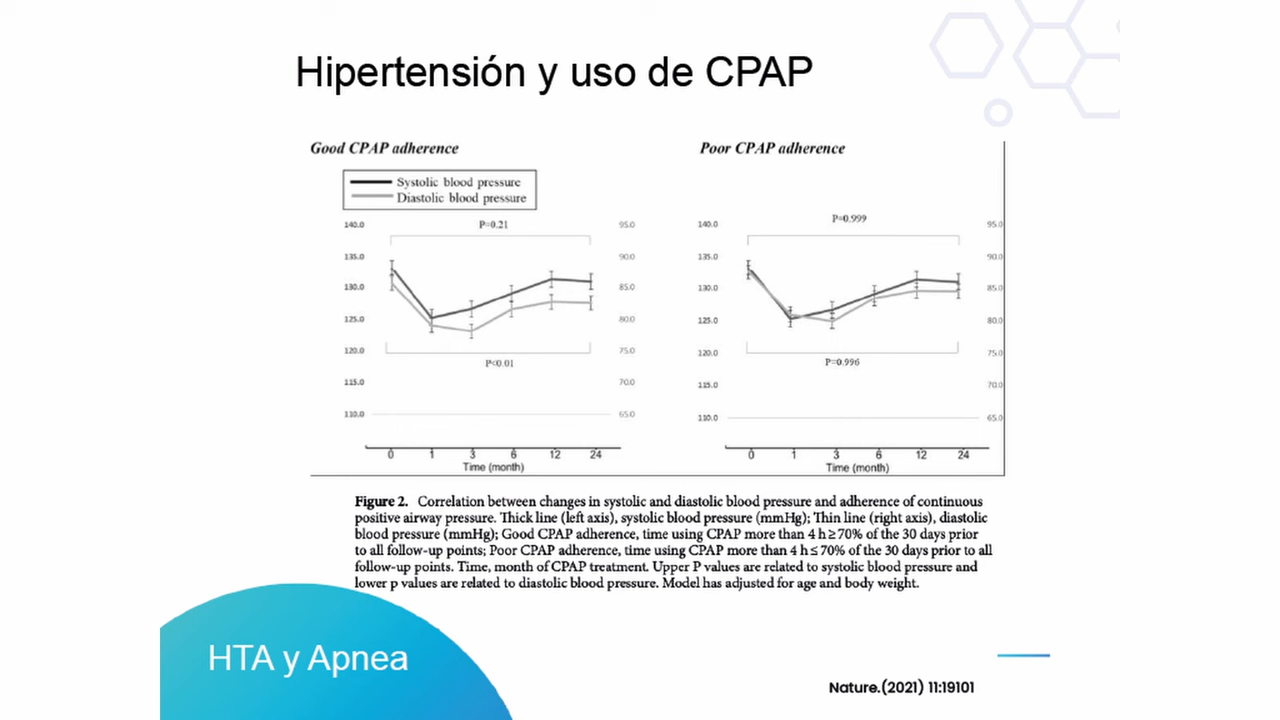 Hipertensión y uso de CPAP
Good CPAP adherence
Poor CPAP adherence
Systolic blood pressure
Diastolic blood pressure
P=0.21
140.0
135.0
130.0
125.0
120.0
115.0
110.0
95.0
90.0
85.0
80.0
75.0
70.0
65.0
P<0.01
0 1 3 6 12 24
Time (month)
P=0.999
140.0
135.0
130.0
125.0
120.0
115.0
110.0
95.0
90.0
85.0
80.0
75.0
70.0
65.0
P=0.996
0 1 3 6 12 24
Time (month)
Figure 2. Correlation between changes in systolic and diastolic blood pressure and adherence of continuous
positive airway pressure. Thick line (left axis), systolic blood pressure (mmHg); Thin line (right axis), diastolic
blood pressure (mmHg); Good CPAP adherence, time using CPAP more than 4 h ≥ 70% of the 30 days prior
to all follow-up points; Poor CPAP adherence, time using CPAP more than 4 h ≤ 70% of the 30 days prior to all
follow-up points. Time, month of CPAP treatment. Upper P values are related to systolic blood pressure and
lower p values are related to diastolic blood pressure. Model has adjusted for age and body weight.
HTA y Apnea
Nature.(2021) 11:19101